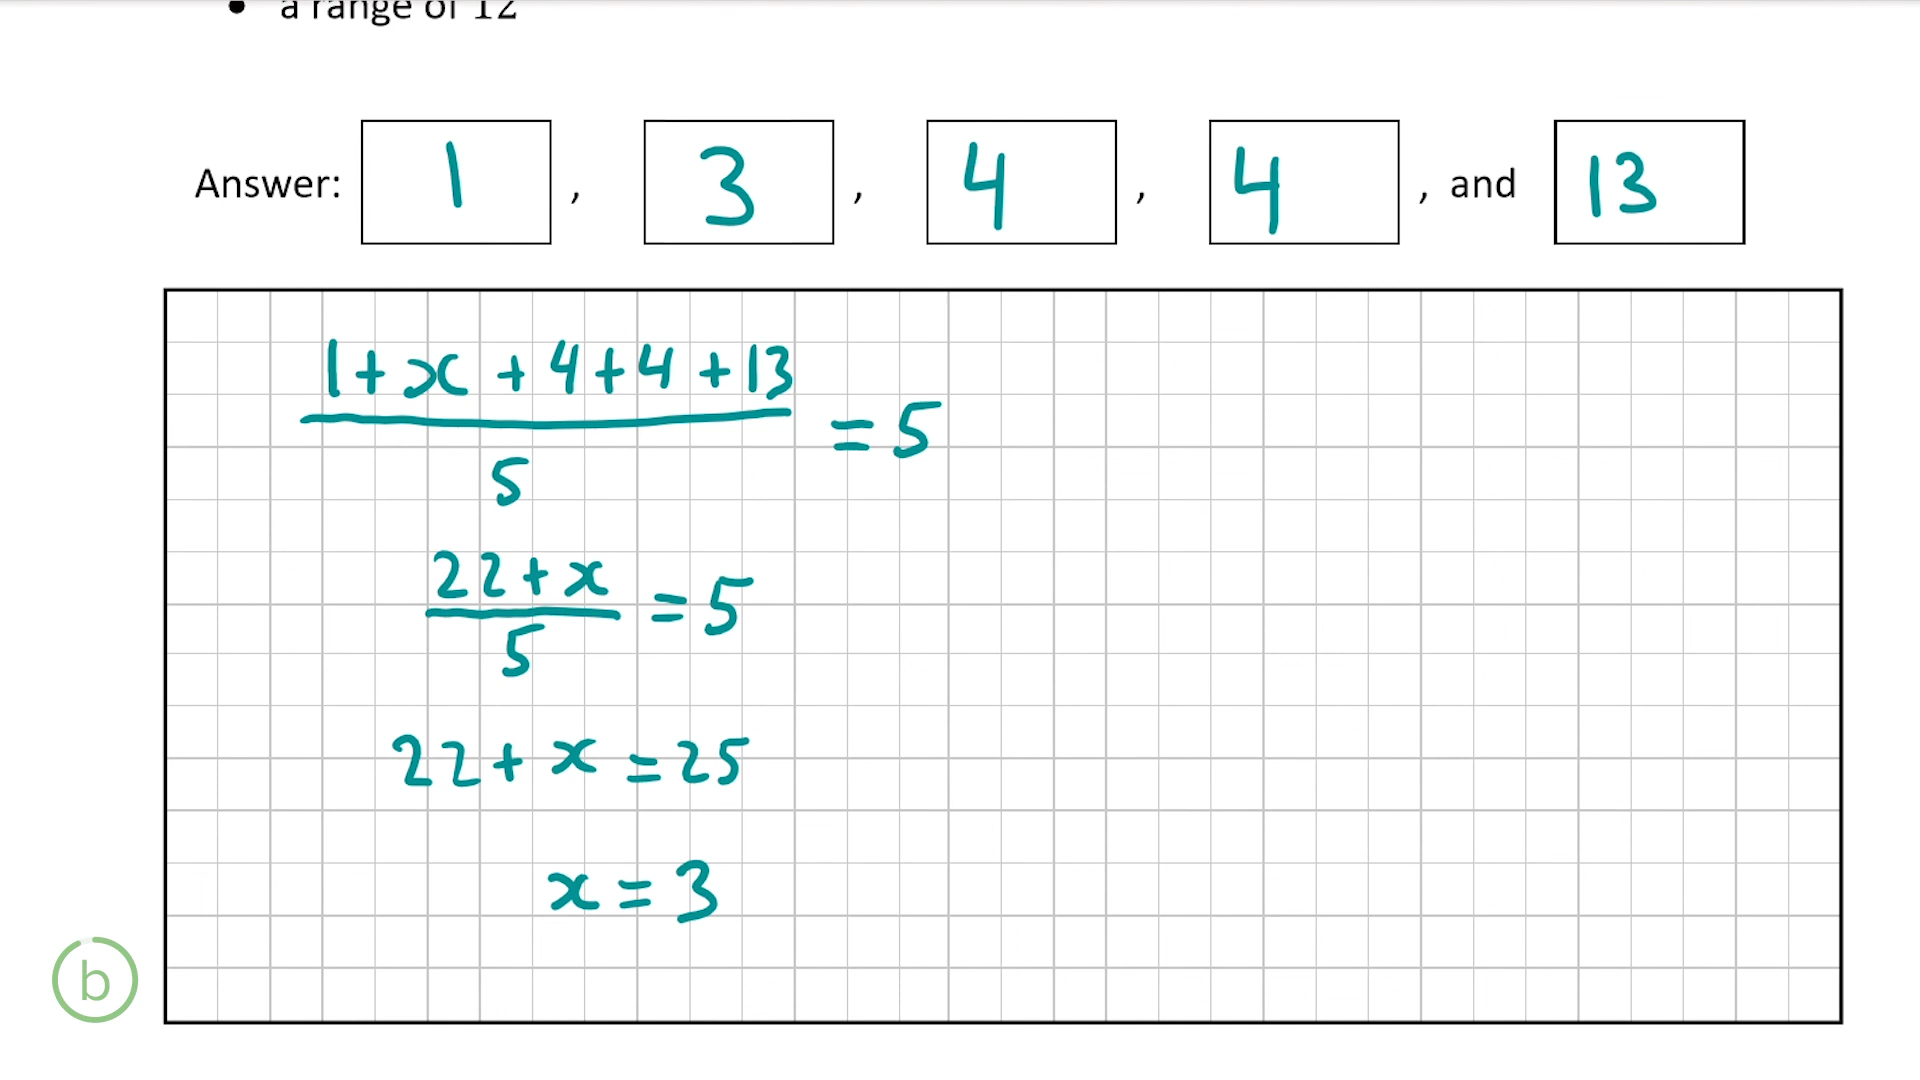 • a range of 12
Answer: 1 , 3 , 4 , 4 , and 13
1 + x + 4 + 4 + 13
= 5
5
22 + x
= 5
5
22 + x = 25
x = 3
b